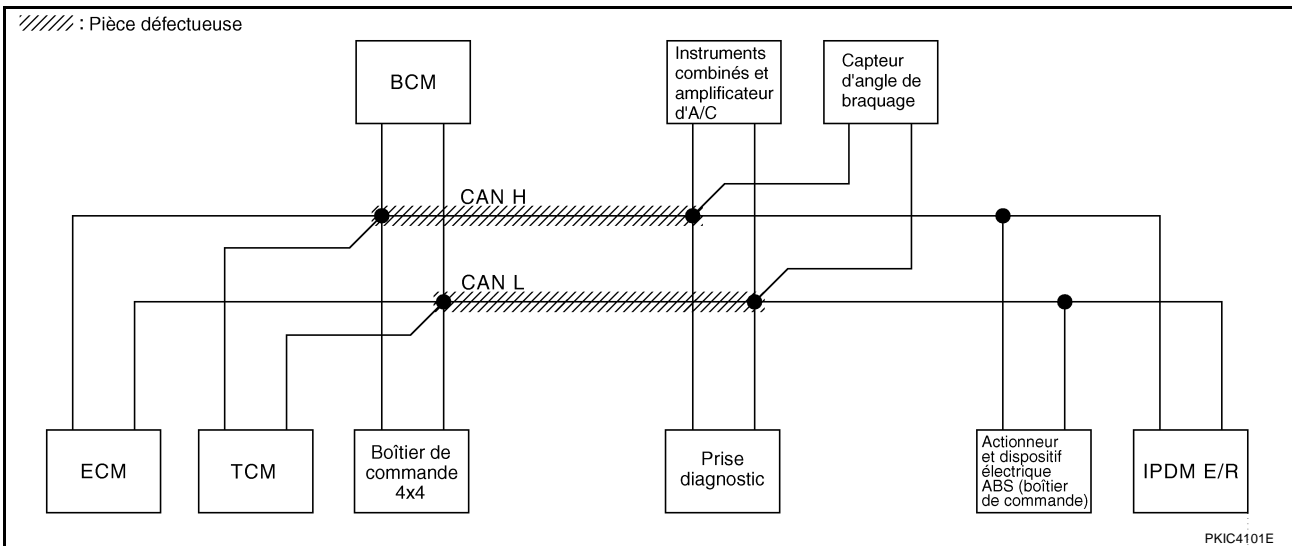 : Pièce défectueuse
BCM
Instruments
combinés et
amplificateur
d'A/C
Capteur
d'angle de
braquage
CAN H
CAN L
ECM
TCM
Boîtier de
commande
4x4
Prise
diagnostic
Actionneur
et dispositif
électrique
ABS (boîtier
de commande)
IPDM E/R
PKIC4101E